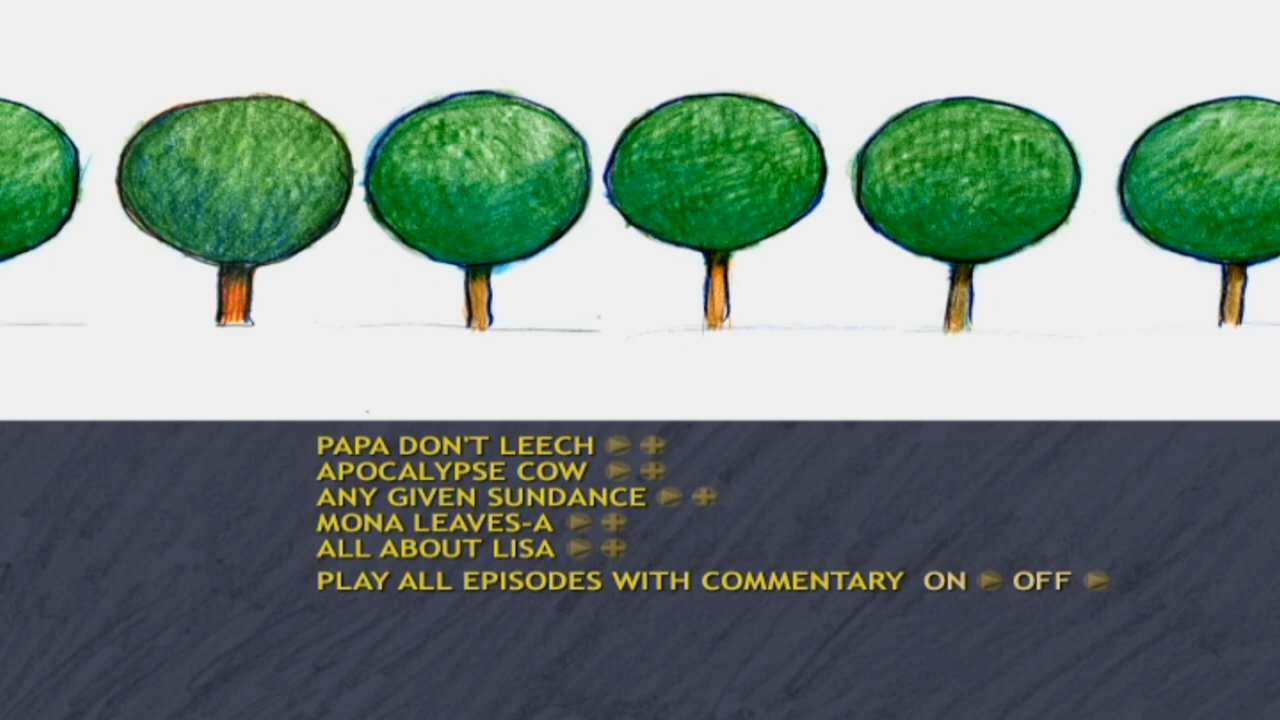 PAPA DON'T LEECH
APOCALYPSE COW
ANY GIVEN SUNDANCE
MONA LEAVES-A
ALL ABOUT LISA
PLAY ALL EPISODES WITH COMMENTARY ON OFF